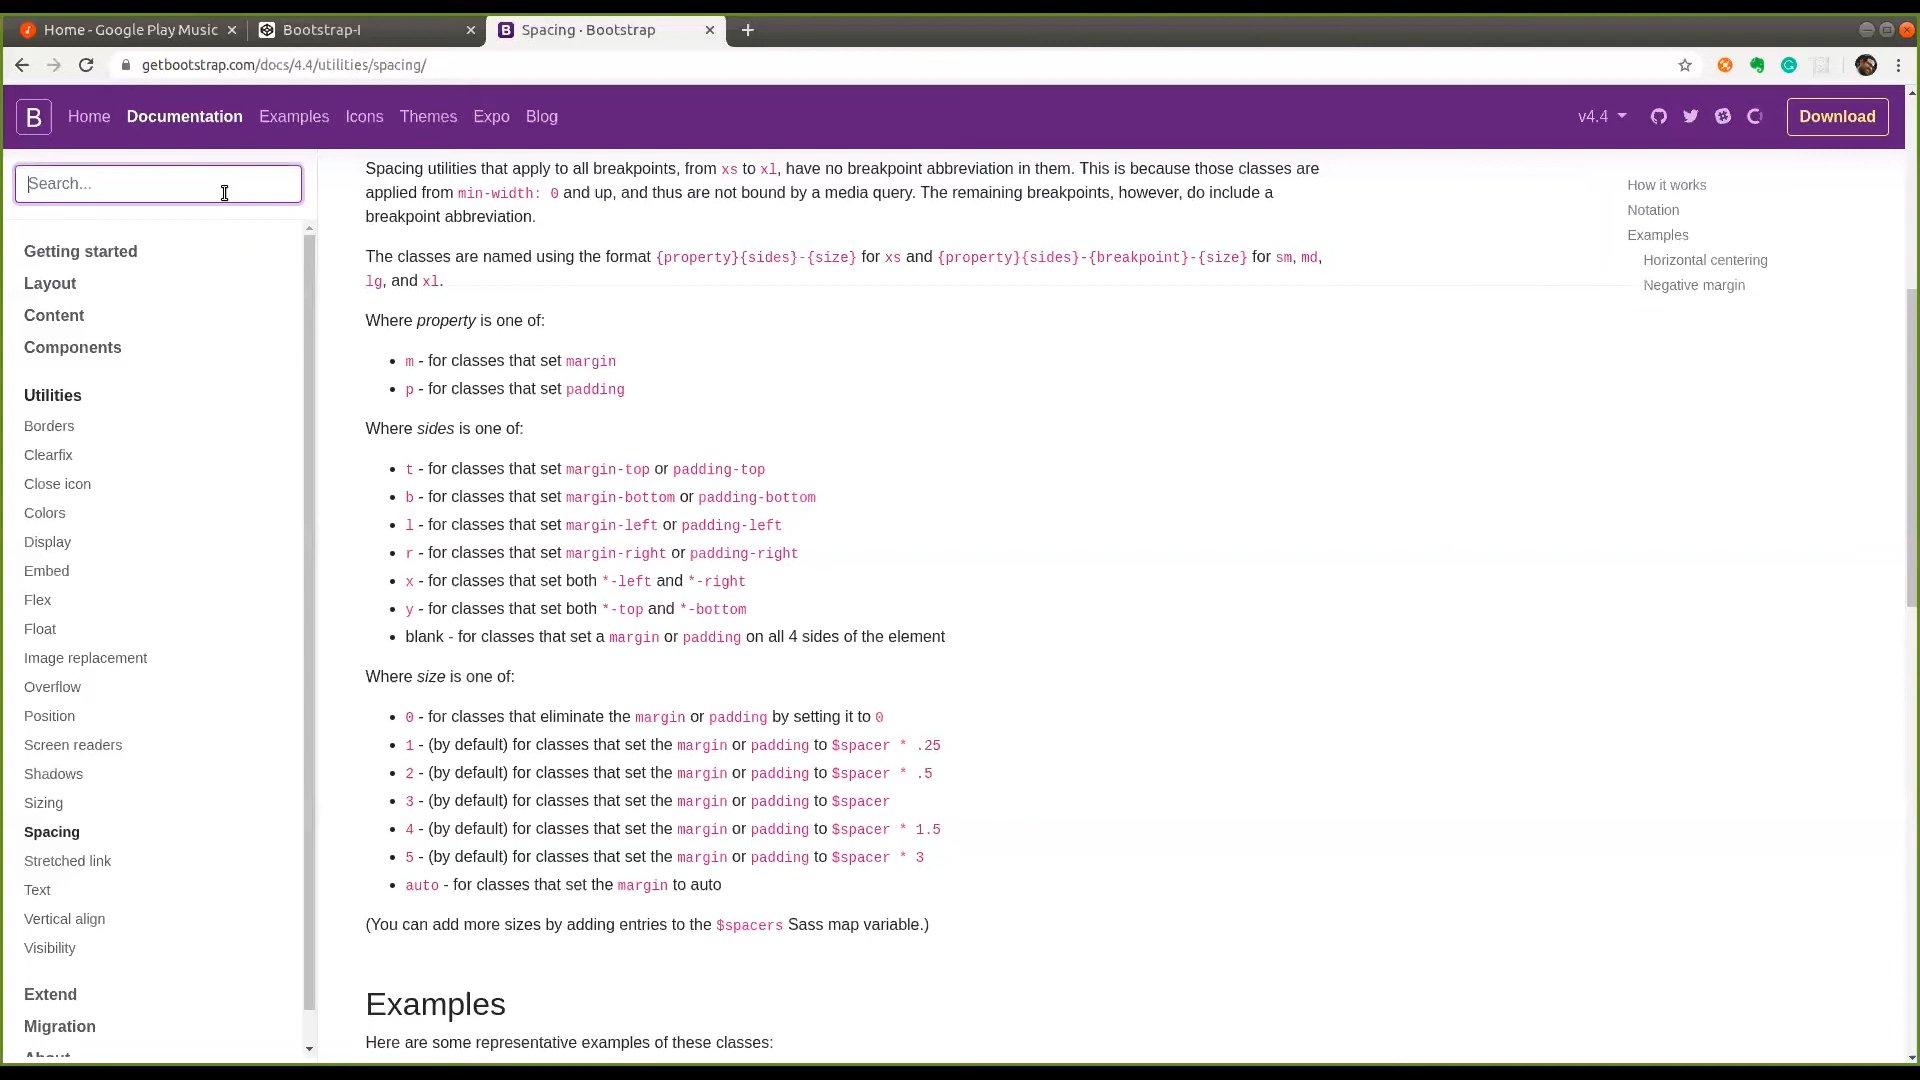 Home - Google Play Music
Bootstrap-I
Spacing · Bootstrap
getbootstrap.com/docs/4.4/utilities/spacing/
B Home Documentation Examples Icons Themes Expo Blog v4.4 Download
Search...
Getting started
Layout
Content
Components
Utilities
Borders
Clearfix
Close icon
Colors
Display
Embed
Flex
Float
Image replacement
Overflow
Position
Screen readers
Shadows
Sizing
Spacing
Stretched link
Text
Vertical align
Visibility
Extend
Migration
About
Spacing utilities that apply to all breakpoints, from xs to xl, have no breakpoint abbreviation in them. This is because those classes are
applied from min-width: 0 and up, and thus are not bound by a media query. The remaining breakpoints, however, do include a
breakpoint abbreviation.
The classes are named using the format {property}{sides}-{size} for xs and {property}{sides}-{breakpoint}-{size} for sm, md,
lg, and xl.
Where property is one of:
• m - for classes that set margin
• p - for classes that set padding
Where sides is one of:
• t - for classes that set margin-top or padding-top
• b - for classes that set margin-bottom or padding-bottom
• l - for classes that set margin-left or padding-left
• r - for classes that set margin-right or padding-right
• x - for classes that set both *-left and *-right
• y - for classes that set both *-top and *-bottom
• blank - for classes that set a margin or padding on all 4 sides of the element
Where size is one of:
• 0 - for classes that eliminate the margin or padding by setting it to 0
• 1 - (by default) for classes that set the margin or padding to $spacer * .25
• 2 - (by default) for classes that set the margin or padding to $spacer * .5
• 3 - (by default) for classes that set the margin or padding to $spacer
• 4 - (by default) for classes that set the margin or padding to $spacer * 1.5
• 5 - (by default) for classes that set the margin or padding to $spacer * 3
• auto - for classes that set the margin to auto
(You can add more sizes by adding entries to the $spacers Sass map variable.)
Examples
Here are some representative examples of these classes:
How it works
Notation
Examples
Horizontal centering
Negative margin